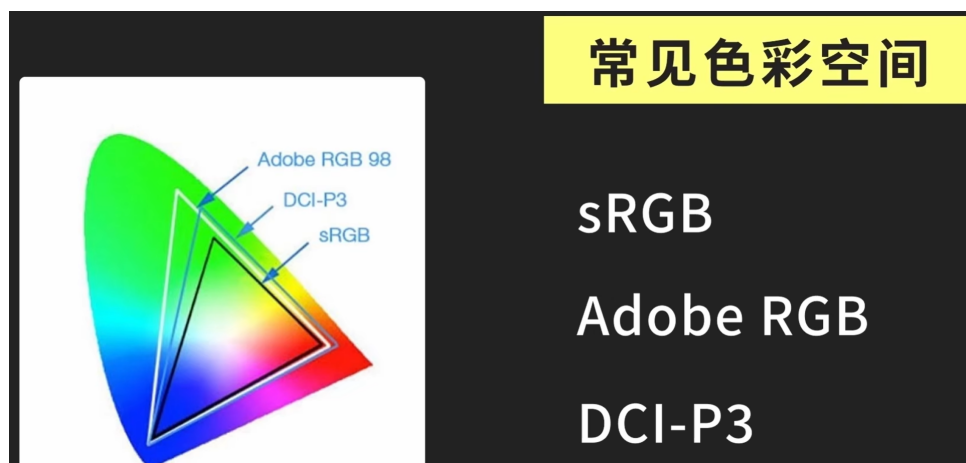 常见色彩空间
Adobe RGB 98
DCI-P3
sRGB
sRGB
Adobe RGB
DCI-P3